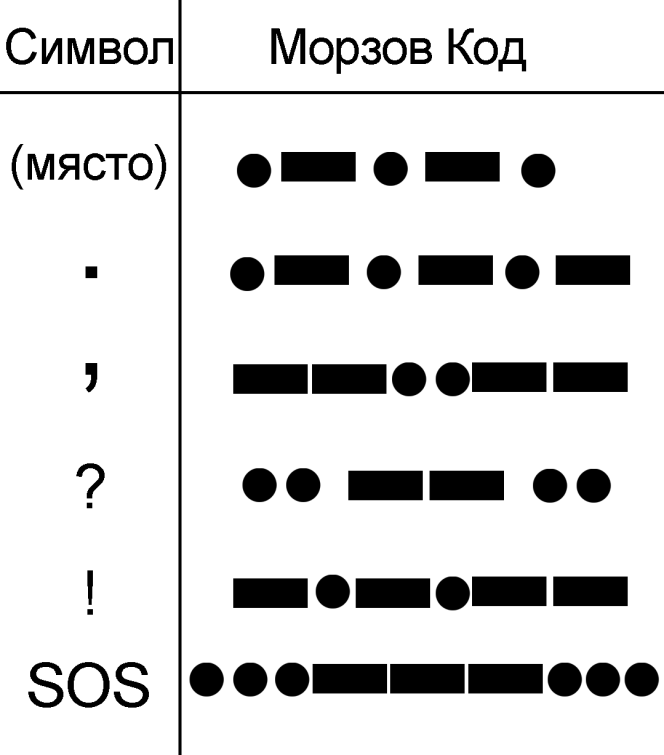 Символ Морзов Код
(място) ● ▬ ● ▬ ●
. ● ▬ ● ▬ ● ▬
, ▬ ▬ ● ● ▬ ▬
? ● ● ▬ ▬ ● ●
! ▬ ● ▬ ● ▬ ▬
SOS ● ● ● ▬ ▬ ▬ ● ● ●